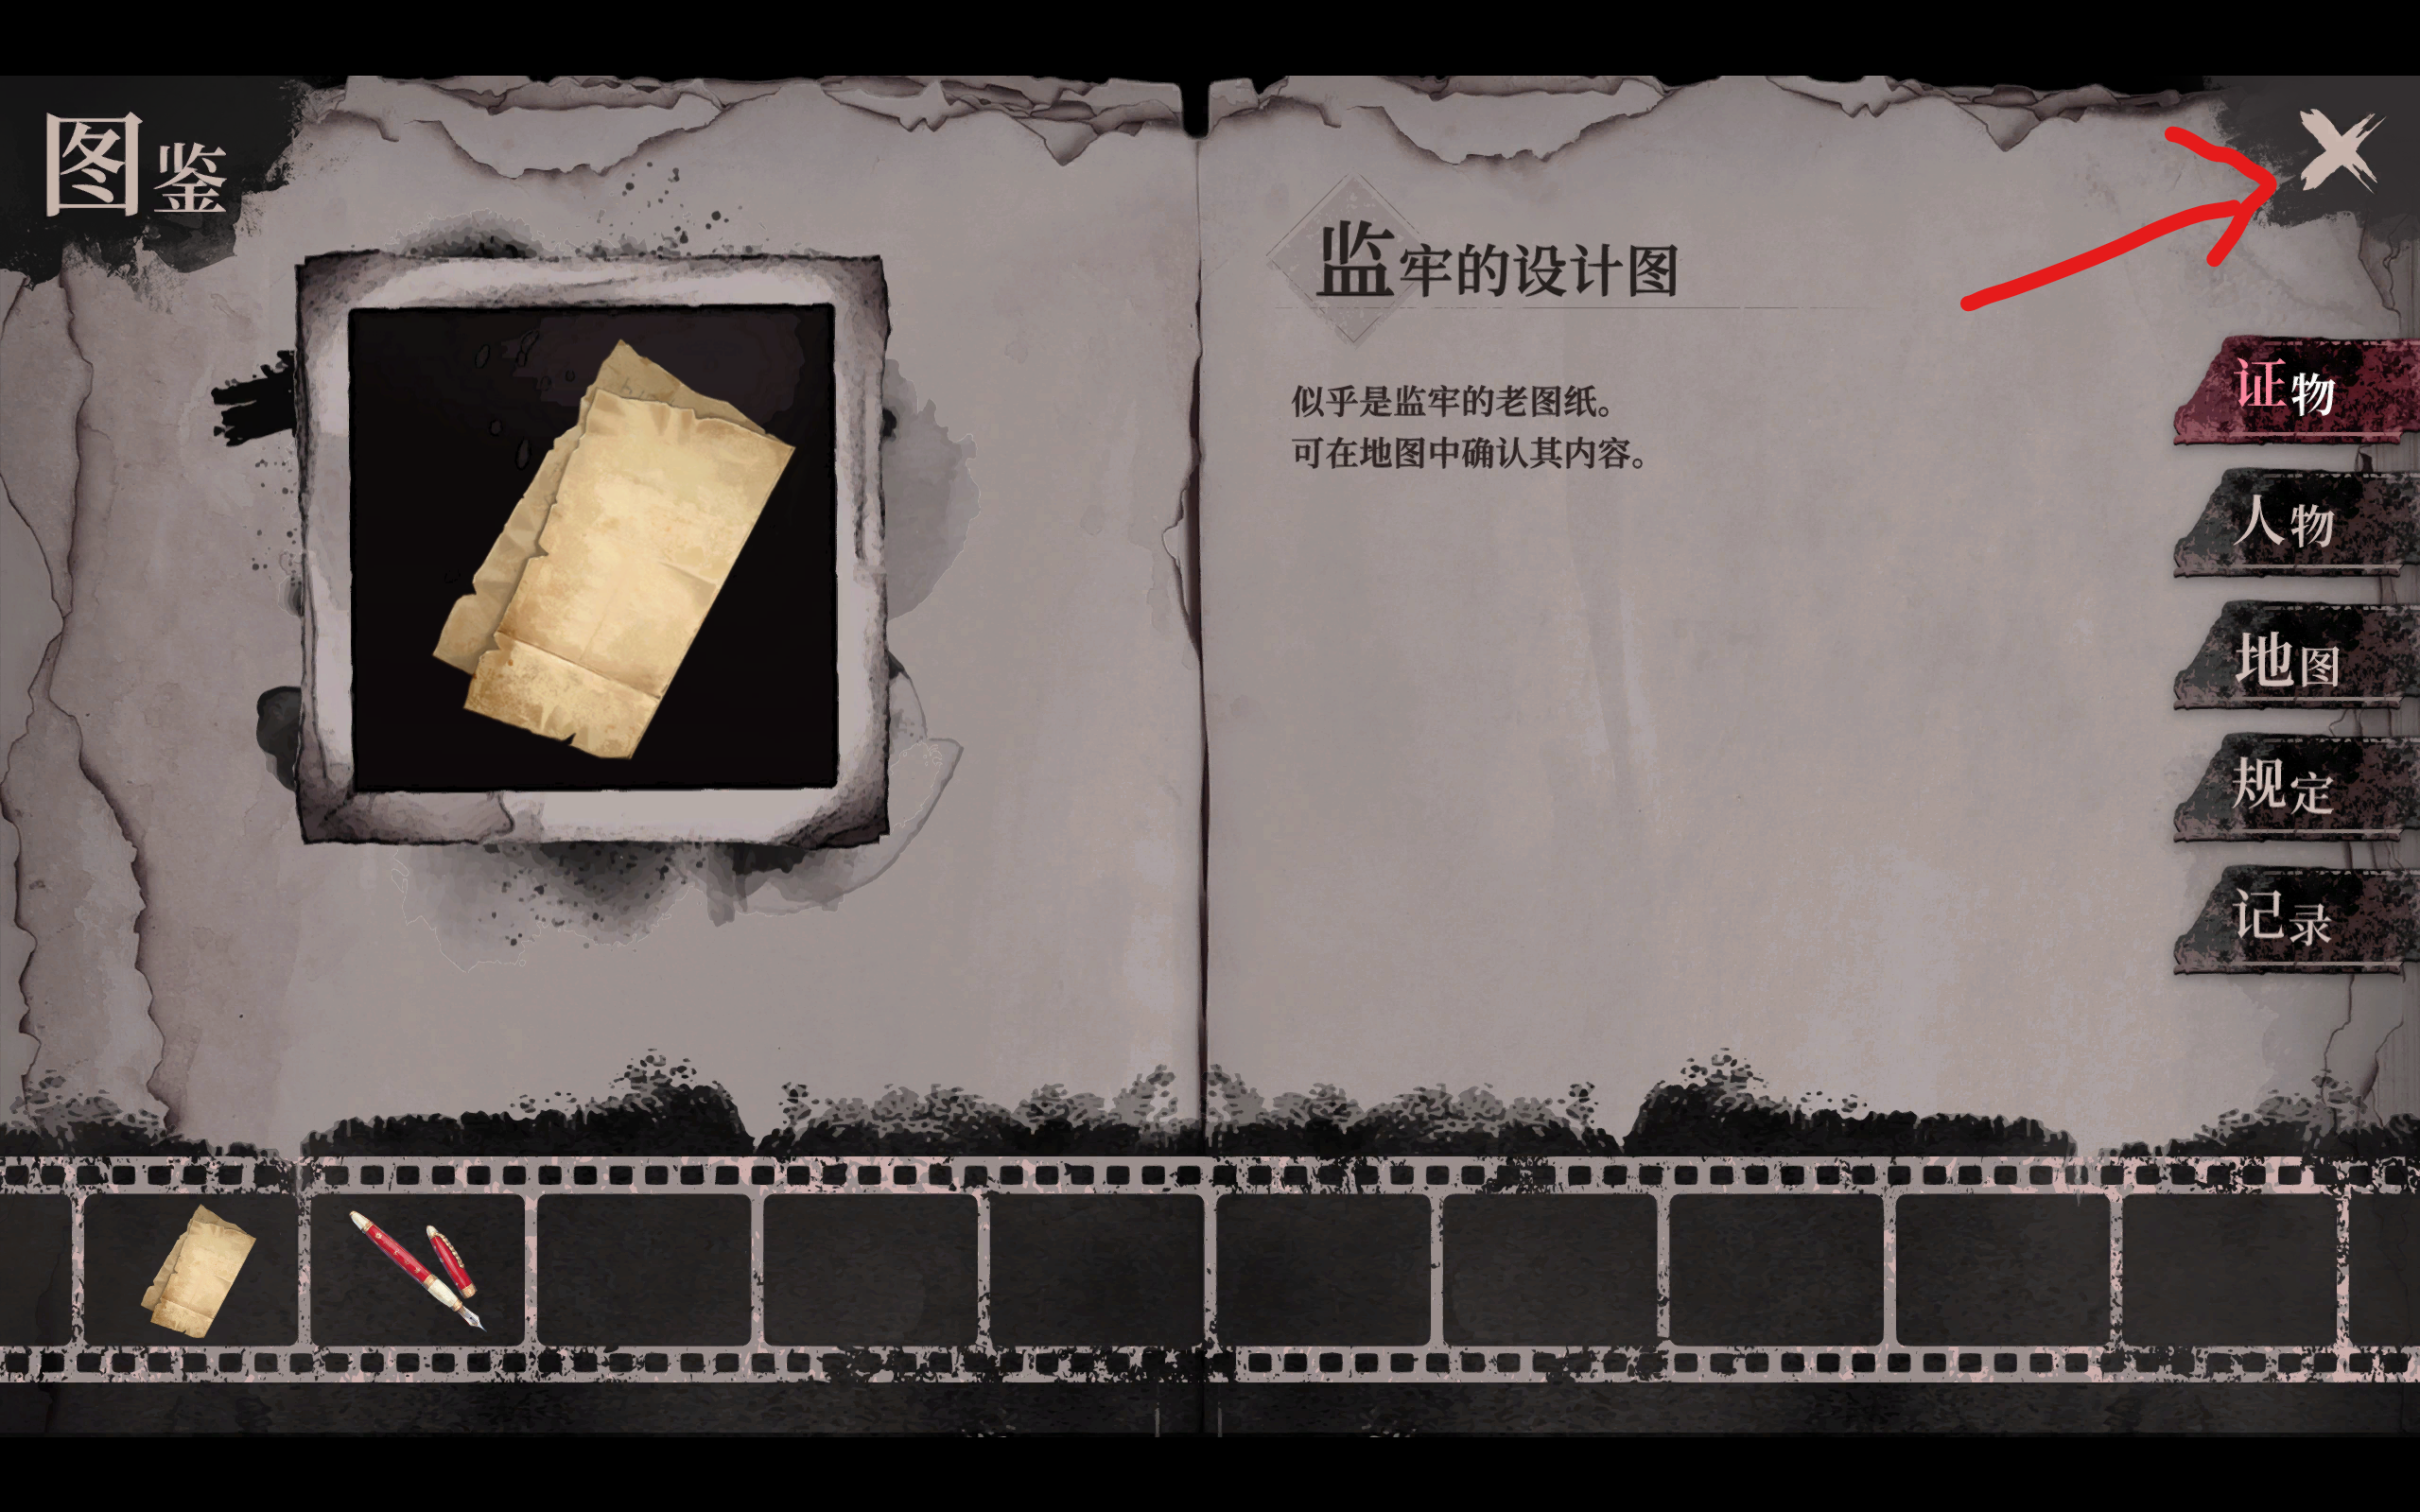 图鉴
监牢的设计图
似乎是监牢的老图纸。
可在地图中确认其内容。
证物
人物
地图
规定
记录